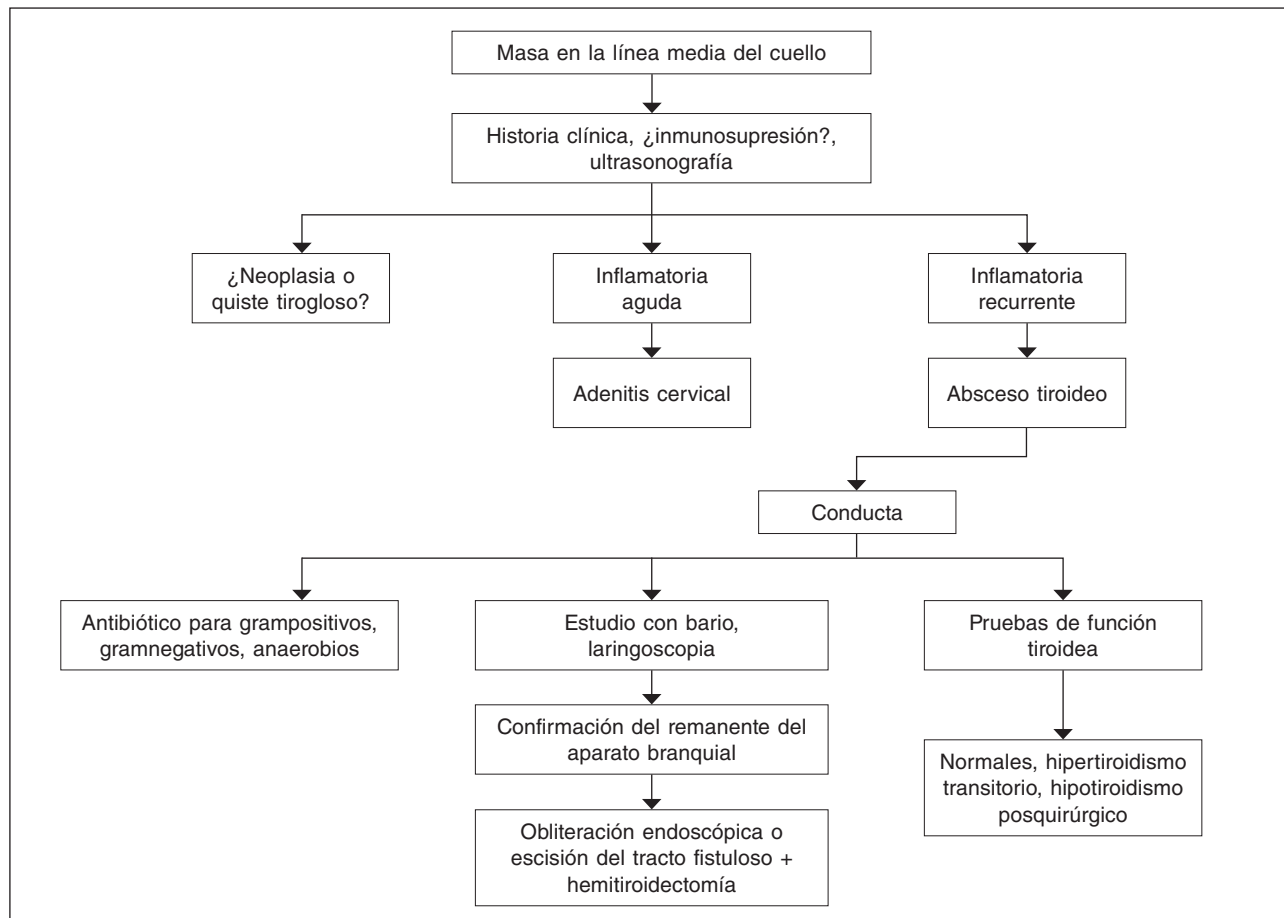 Masa en la línea media del cuello
Historia clínica, ¿inmunosupresión?,
ultrasonografía
¿Neoplasia o
quiste tirogloso?
Inflamatoria
aguda
Inflamatoria
recurrente
Adenitis cervical
Absceso tiroideo
Conducta
Antibiótico para grampositivos,
gramnegativos, anaerobios
Estudio con bario,
laringoscopia
Pruebas de función
tiroidea
Confirmación del remanente del
aparato branquial
Normales, hipertiroidismo
transitorio, hipotiroidismo
posquirúrgico
Obliteración endoscópica o
escisión del tracto fistuloso +
hemitiroidectomía